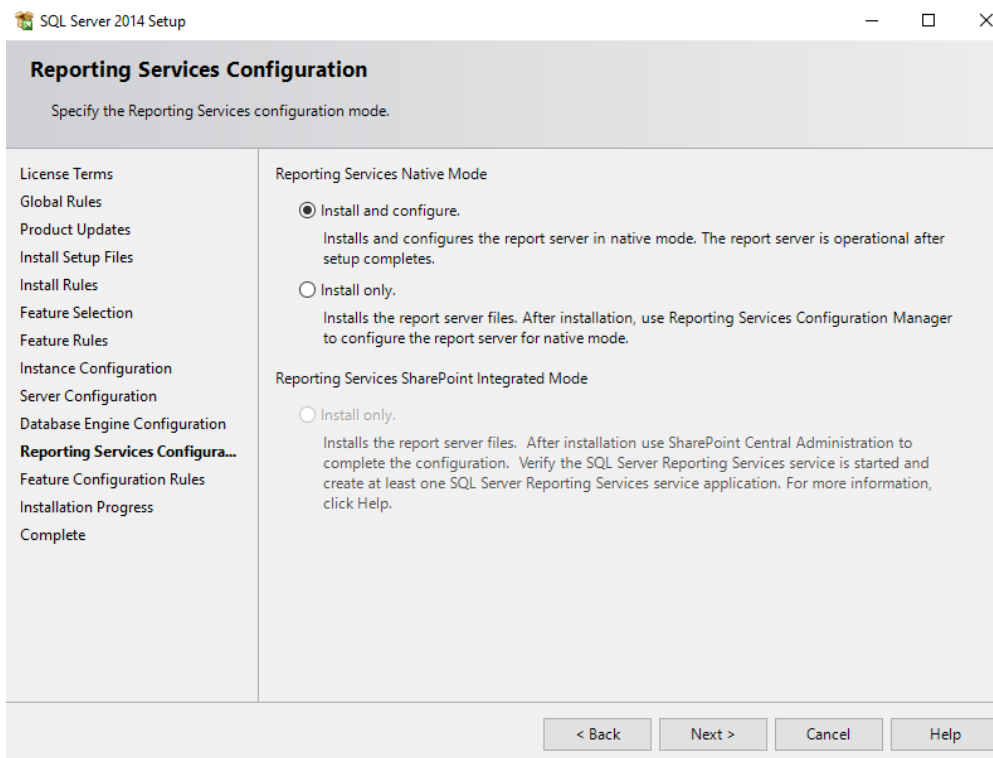 SQL Server 2014 Setup
Reporting Services Configuration
Specify the Reporting Services configuration mode.
License Terms
Global Rules
Product Updates
Install Setup Files
Install Rules
Feature Selection
Feature Rules
Instance Configuration
Server Configuration
Database Engine Configuration
Reporting Services Configura...
Feature Configuration Rules
Installation Progress
Complete
Reporting Services Native Mode
Install and configure.
Installs and configures the report server in native mode. The report server is operational after
setup completes.
Install only.
Installs the report server files. After installation, use Reporting Services Configuration Manager
to configure the report server for native mode.
Reporting Services SharePoint Integrated Mode
Install only.
Installs the report server files.  After installation use SharePoint Central Administration to
complete the configuration.  Verify the SQL Server Reporting Services service is started and
create at least one SQL Server Reporting Services service application. For more information,
click Help.
< Back
Next >
Cancel
Help